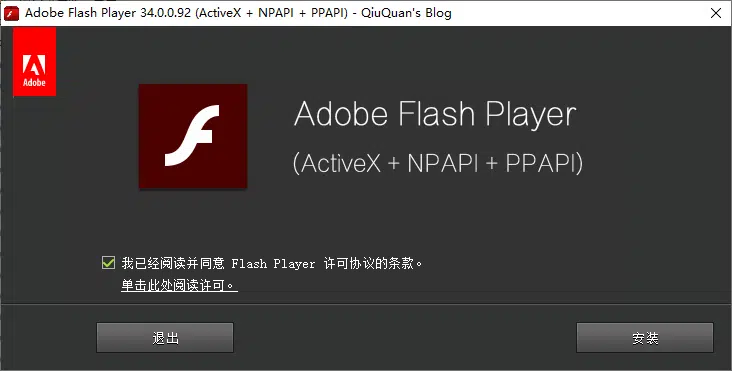 Adobe Flash Player 34.0.0.92 (ActiveX + NPAPI + PPAPI) - QiuQuan's Blog
Adobe
Adobe Flash Player
(ActiveX + NPAPI + PPAPI)
我已经阅读并同意 Flash Player 许可协议的条款。
单击此处阅读许可。
退出
安装